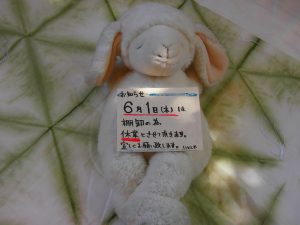 お知らせ
6月1日(木)は
棚卸の為
休業とさせて頂きます。
宜しくお願い致します。